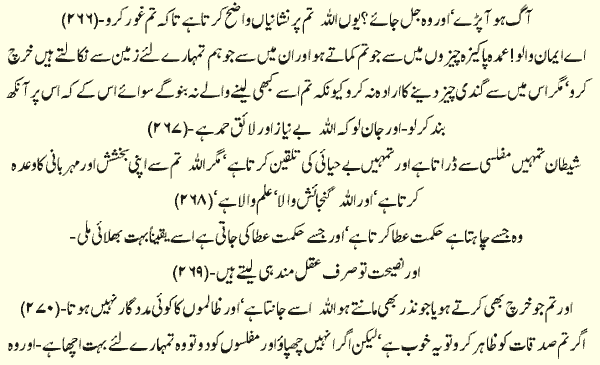 آگ ہو آپڑے‘ اور وہ جل جائے؟ یوں اللہ تم پر نشانیاں واضح کرتا ہے تاکہ تم غور کرو-(۲۶۶)
اے ایمان والو! عمدہ پاکیزہ چیزوں میں سے جو تم کماتے ہو اور ان میں سے جو ہم تمہارے لئے زمین سے نکالتے ہیں خرچ
کرو‘ مگر اس میں سے گندی چیز دینے کا ارادہ نہ کرو کیونکہ تم اسے کبھی لینے والے نہ بنو گے سوائے اس کے کہ اس پر آنکھ
بند کر لو-اور جان لو کہ اللہ بے نیاز اور لائق حمد ہے-(۲۶۷)
شیطان تمہیں مفلسی سے ڈراتا ہے اور تمہیں بے حیائی کی تلقین کرتا ہے‘ مگر اللہ تم سے اپنی بخشش اور مہربانی کا وعدہ
کرتا ہے‘ اور اللہ گنجائش والا‘ علم والا ہے‘(۲۶۸)
وہ جسے چاہتا ہے حکمت عطا کرتا ہے‘ اور جسے حکمت عطا کی جاتی ہے اسے یقیناً بہت بھلائی ملی-
اور نصیحت تو صرف عقل مند ہی لیتے ہیں-(۲۶۹)
اور تم جو خرچ بھی کرتے ہو یا جو نذر بھی مانتے ہو اللہ اسے جانتا ہے‘ اور ظالموں کا کوئی مددگار نہیں ہوتا-(۲۷۰)
اگر تم صدقات کو ظاہر کرو تو یہ خوب ہے‘ لیکن اگر انہیں چھپاؤ اور مفلسوں کو دو تو وہ تمہارے لئے بہت اچھا ہے-اور وہ